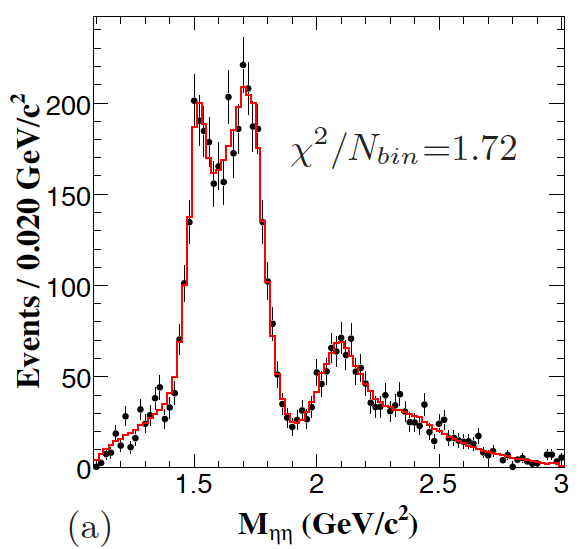 Events / 0.020 GeV/c²
200
150
100
50
0
χ²/N_bin=1.72
1.5
2
2.5
3
(a)
M_ηη (GeV/c²)